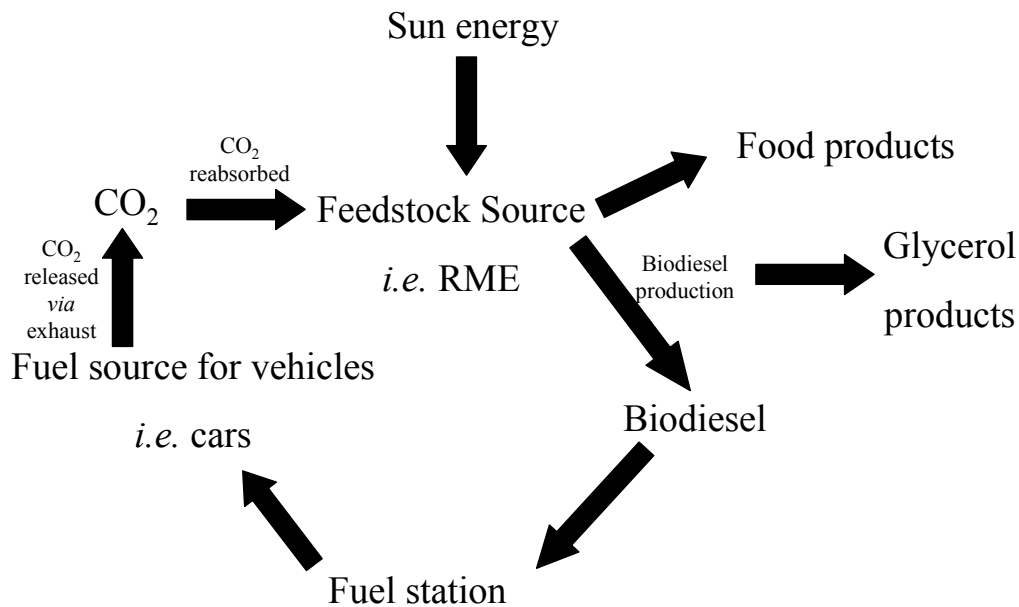 Sun energy
Food products
CO₂
reabsorbed
CO₂
Feedstock Source
i.e. RME
Glycerol
products
Biodiesel
production
CO₂
released
via
exhaust
Fuel source for vehicles
i.e. cars
Biodiesel
Fuel station